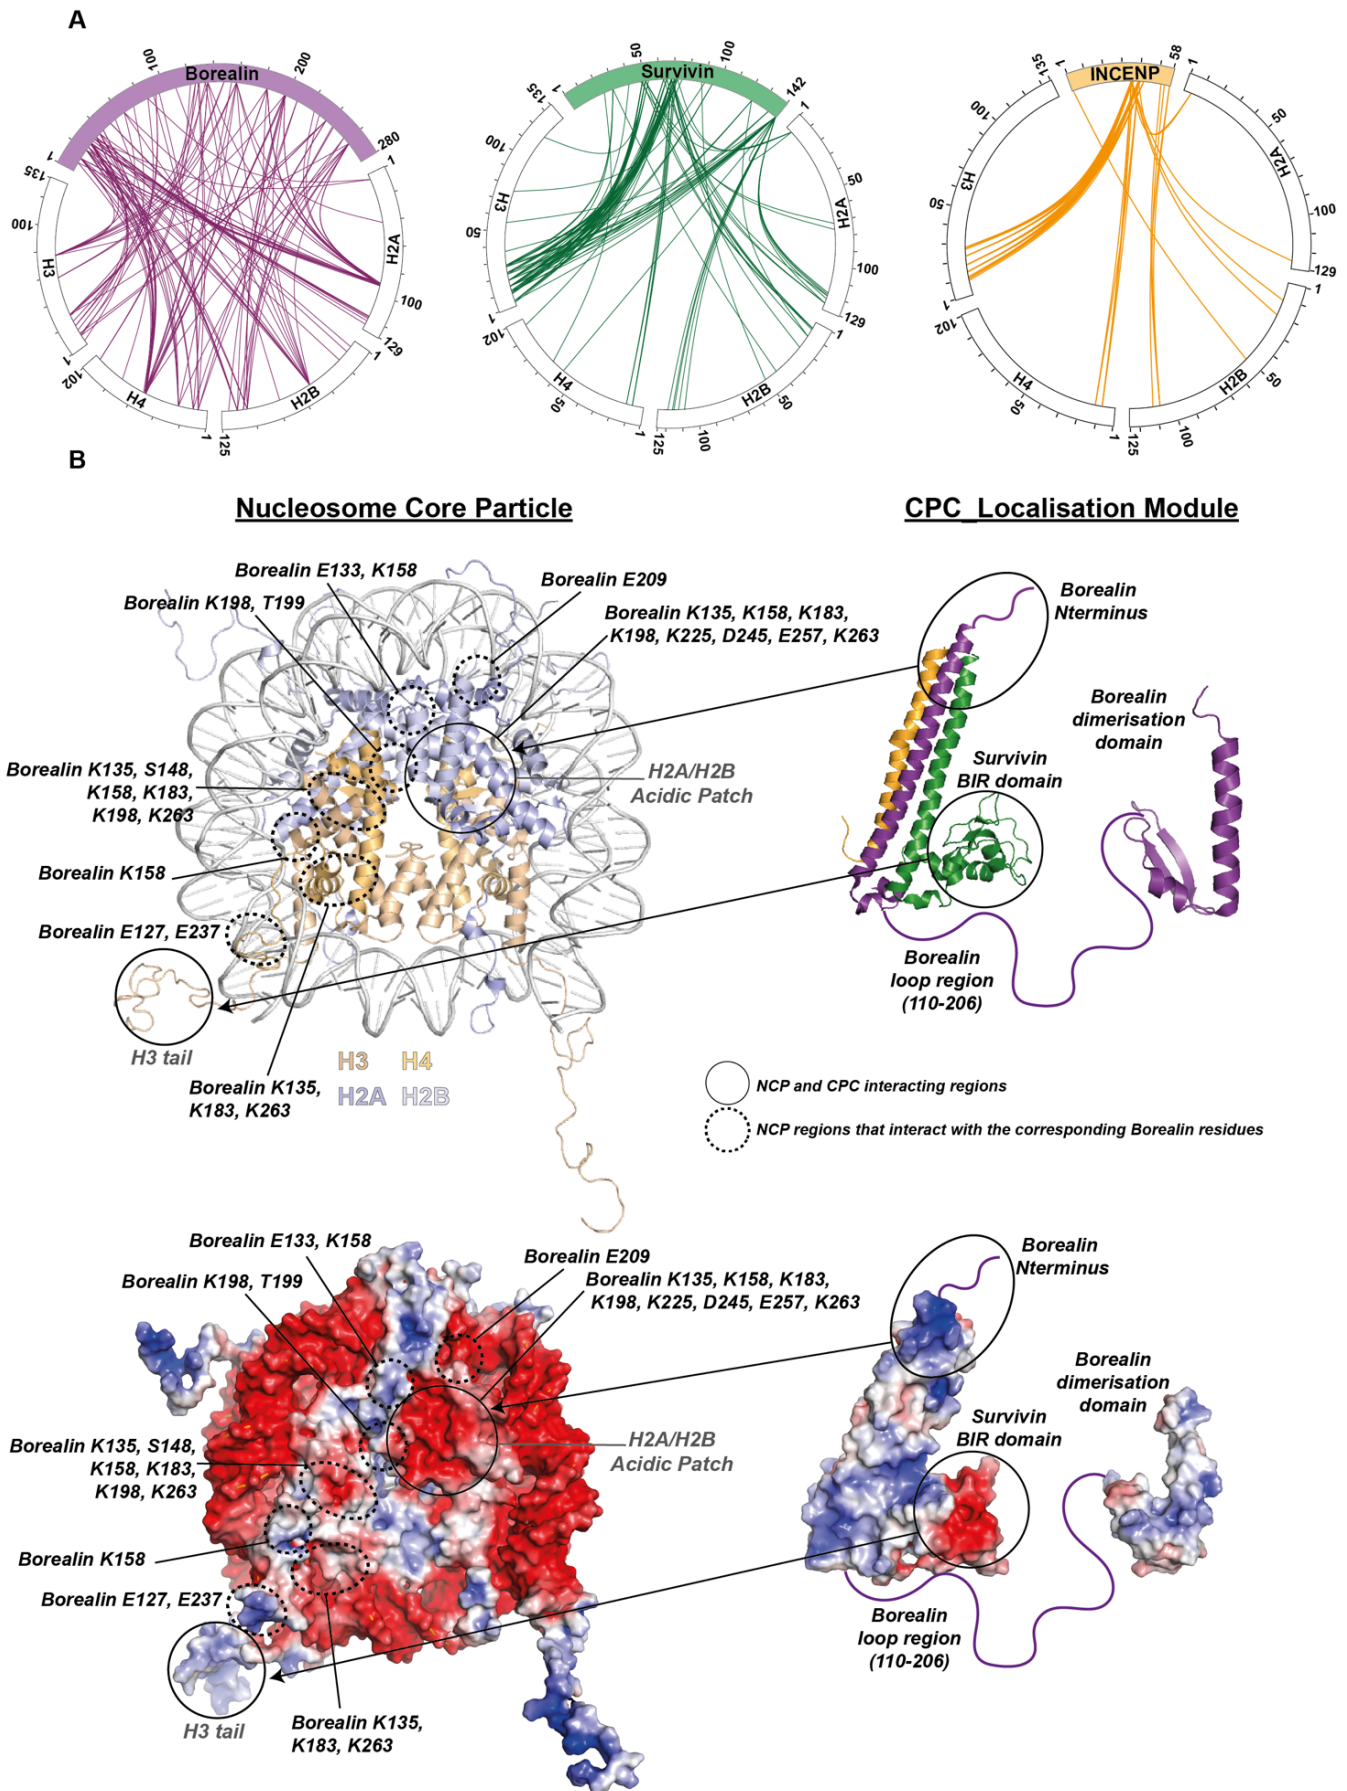 A
Borealin
1
100
200
280
H3
135
100
1
H4
102
1
H2B
125
1
H2A
1
100
129
Survivin
1
50
100
142
H3
135
100
50
1
H4
102
50
1
H2B
125
100
50
1
H2A
1
50
100
129
INCENP
1
58
H3
135
100
50
1
H4
102
50
1
H2B
125
100
50
1
H2A
1
50
100
129
B
Nucleosome Core Particle
CPC_Localisation Module
Borealin E133, K158
Borealin K198, T199
Borealin E209
Borealin K135, K158, K183,
K198, K225, D245, E257, K263
Borealin K135, S148,
K158, K183,
K198, K263
Borealin K158
Borealin E127, E237
H3 tail
Borealin K135,
K183, K263
H2A/H2B
Acidic Patch
H3 H4
H2A H2B
Borealin
Nterminus
Borealin
dimerisation
domain
Survivin
BIR domain
Borealin
loop region
(110-206)
NCP and CPC interacting regions
NCP regions that interact with the corresponding Borealin residues
Borealin E133, K158
Borealin K198, T199
Borealin E209
Borealin K135, K158, K183,
K198, K225, D245, E257, K263
Borealin K135, S148,
K158, K183,
K198, K263
Borealin K158
Borealin E127, E237
H3 tail
Borealin K135,
K183, K263
H2A/H2B
Acidic Patch
Borealin
Nterminus
Borealin
dimerisation
domain
Survivin
BIR domain
Borealin
loop region
(110-206)